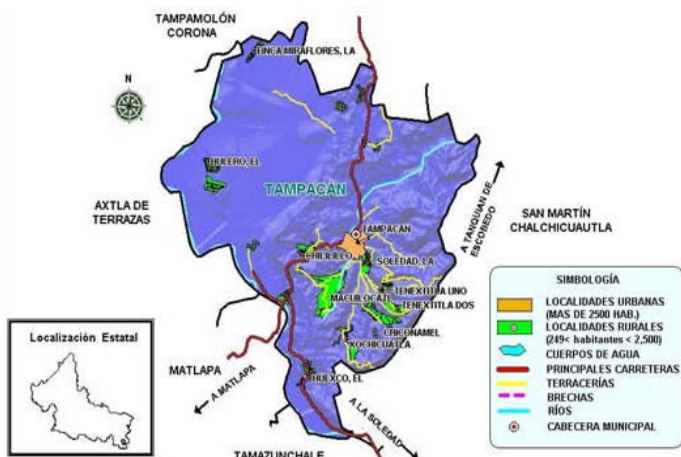 TAMPAMOLÓN
CORONA
FINCA MIRAFLORES, LA
N
HULERO, EL
TAMPACÁN
AXTLA DE
TERRAZAS
A TANQUIAN DE
ESCOBEDO
SAN MARTÍN
CHALCHICUAUTLA
TAMPACÁN
CHILILILLO
SOLEDAD, LA
TENEXTITLA UNO
MACUILOCATL
TENEXTITLA DOS
CHICONAMEL
XOCHICUATLA
MATLAPA
A MATLAPA
HUEXCO, EL
A LA SOLEDAD
TAMAZUNCHALE
Localización Estatal
SIMBOLOGÍA
LOCALIDADES URBANAS
(MAS DE 2500 HAB.)
LOCALIDADES RURALES
(249< habitantes < 2,500)
CUERPOS DE AGUA
PRINCIPALES CARRETERAS
TERRACERÍAS
BRECHAS
RÍOS
CABECERA MUNICIPAL